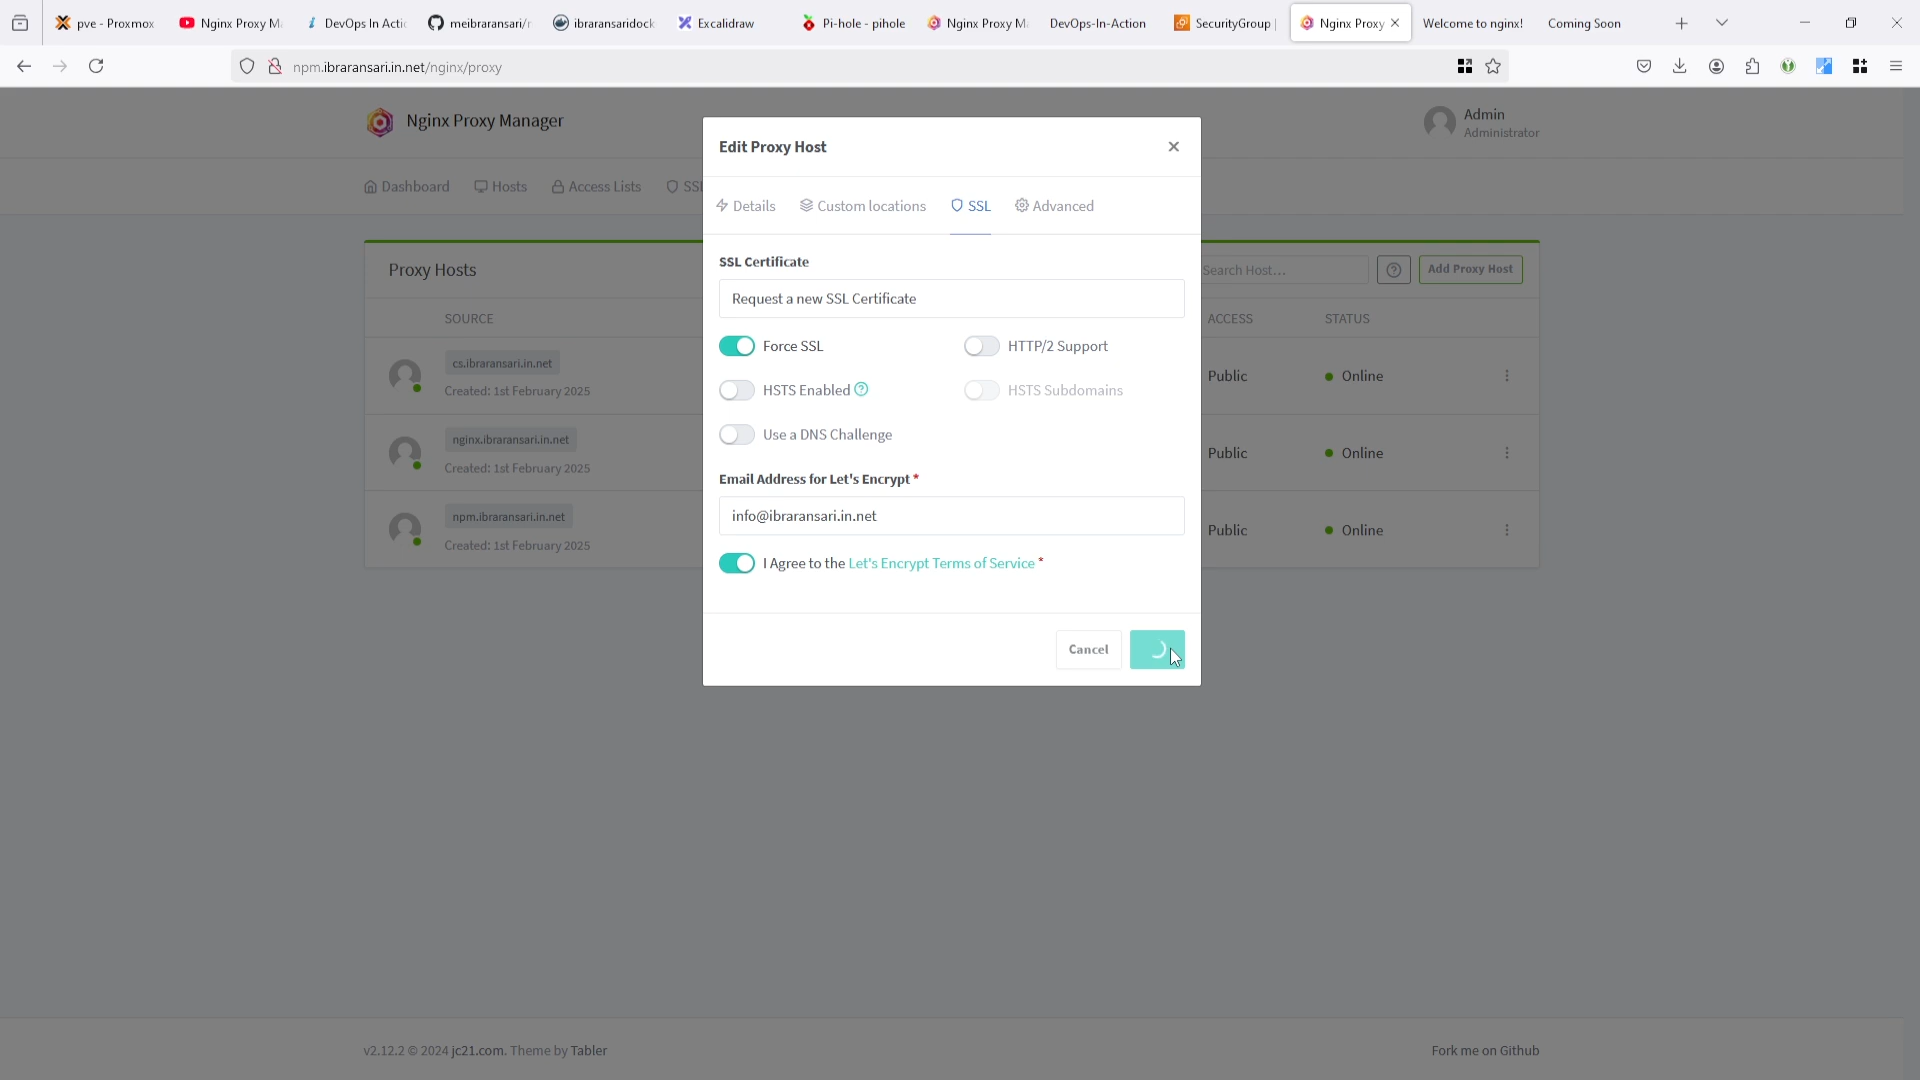 pve - Proxmox
Nginx Proxy M
DevOps In Actic
meibraransari/r
ibraransaridock
Excalidraw
Pi-hole - pihole
Nginx Proxy M
DevOps-In-Action
SecurityGroup |
Nginx Proxy
Welcome to nginx!
Coming Soon
npm.ibraransari.in.net/nginx/proxy
Nginx Proxy Manager
Admin
Administrator
Dashboard
Hosts
Access Lists
SSL
Proxy Hosts
Search Host...
Add Proxy Host
SOURCE
ACCESS
STATUS
cs.ibraransari.in.net
Created: 1st February 2025
Public
Online
nginx.ibraransari.in.net
Created: 1st February 2025
Public
Online
npm.ibraransari.in.net
Created: 1st February 2025
Public
Online
Edit Proxy Host
Details
Custom locations
SSL
Advanced
SSL Certificate
Request a new SSL Certificate
Force SSL
HTTP/2 Support
HSTS Enabled
HSTS Subdomains
Use a DNS Challenge
Email Address for Let's Encrypt *
info@ibraransari.in.net
I Agree to the Let's Encrypt Terms of Service *
Cancel
v2.12.2 © 2024 jc21.com. Theme by Tabler
Fork me on Github